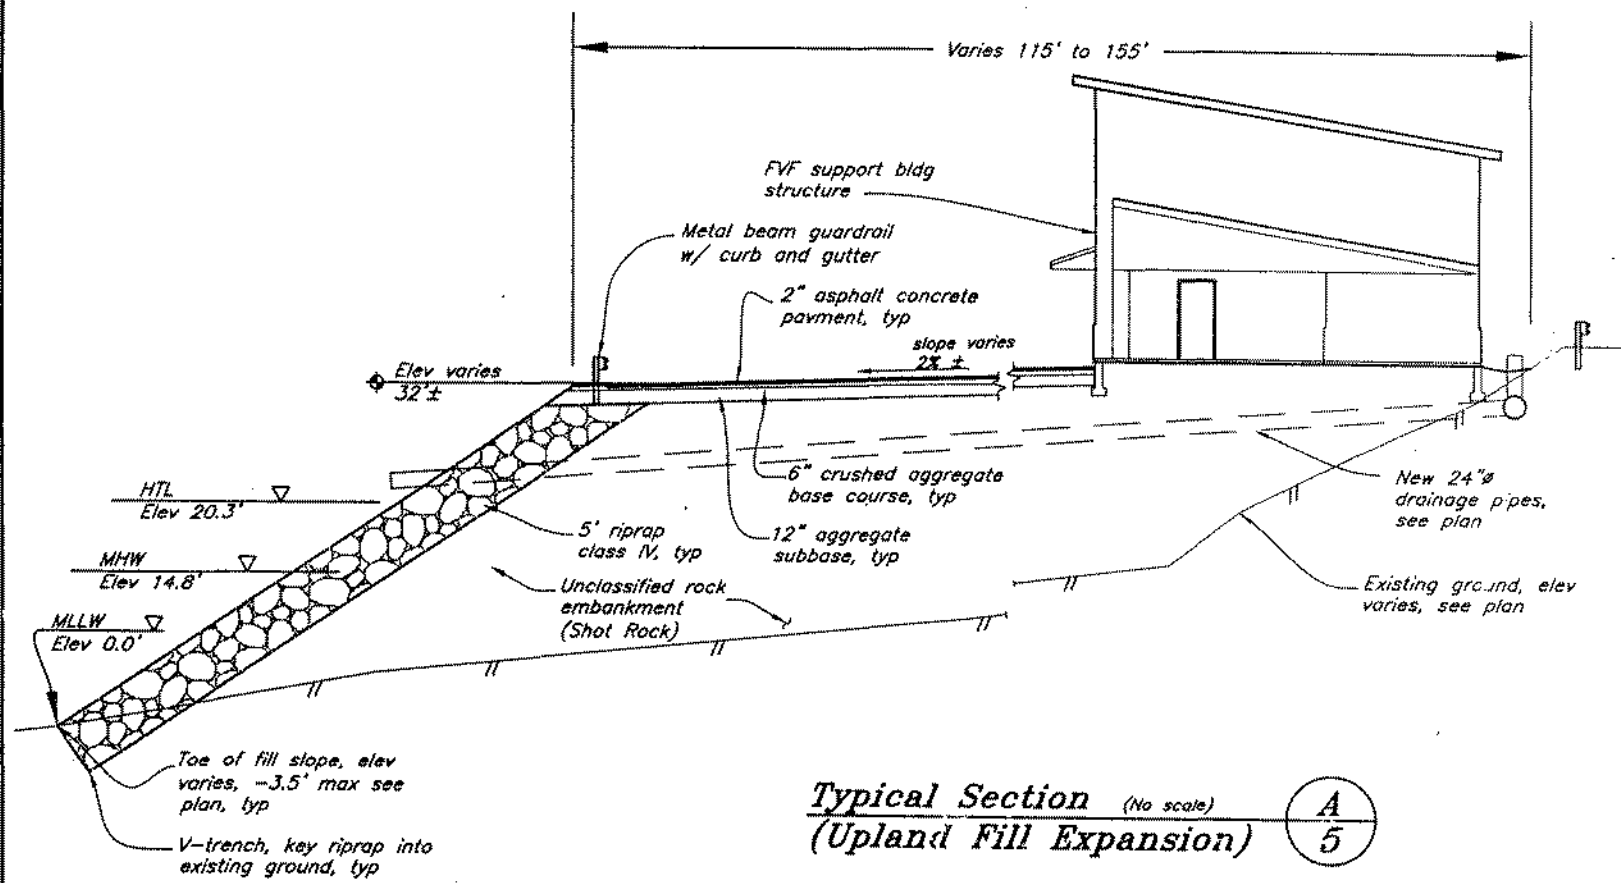 Varies 115' to 155'
FVF support bldg
structure
Metal beam guardrail
w/ curb and gutter
2" asphalt concrete
pavment, typ
slope varies
2% ±
Elev varies
32'±
HTL
Elev 20.3'
MHW
Elev 14.8'
MLLW
Elev 0.0'
6" crushed aggregate
base course, typ
5' riprap
class IV, typ
12" aggregate
subbase, typ
New 24"ø
drainage pipes,
see plan
Unclassified rock
embankment
(Shot Rock)
Existing ground, elev
varies, see plan
Toe of fill slope, elev
varies, -3.5' max see
plan, typ
V-trench, key riprap into
existing ground, typ
Typical Section (No scale)
(Upland Fill Expansion)
A
5